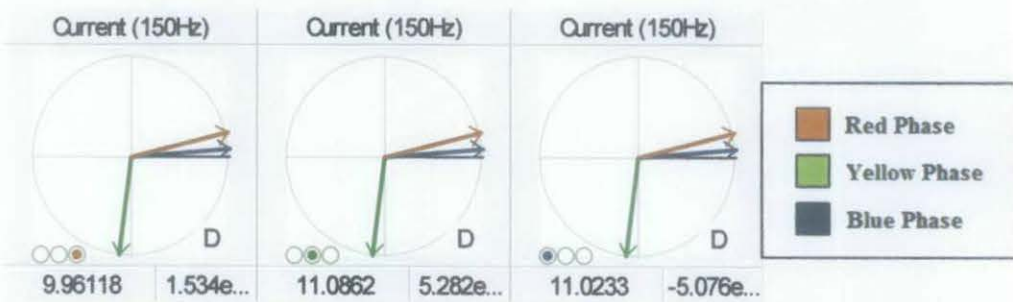 Current (150Hz) Current (150Hz) Current (150Hz)
Red Phase
Yellow Phase
Blue Phase
D D D
9.96118 1.534e... 11.0862 5.282e... 11.0233 -5.076e...